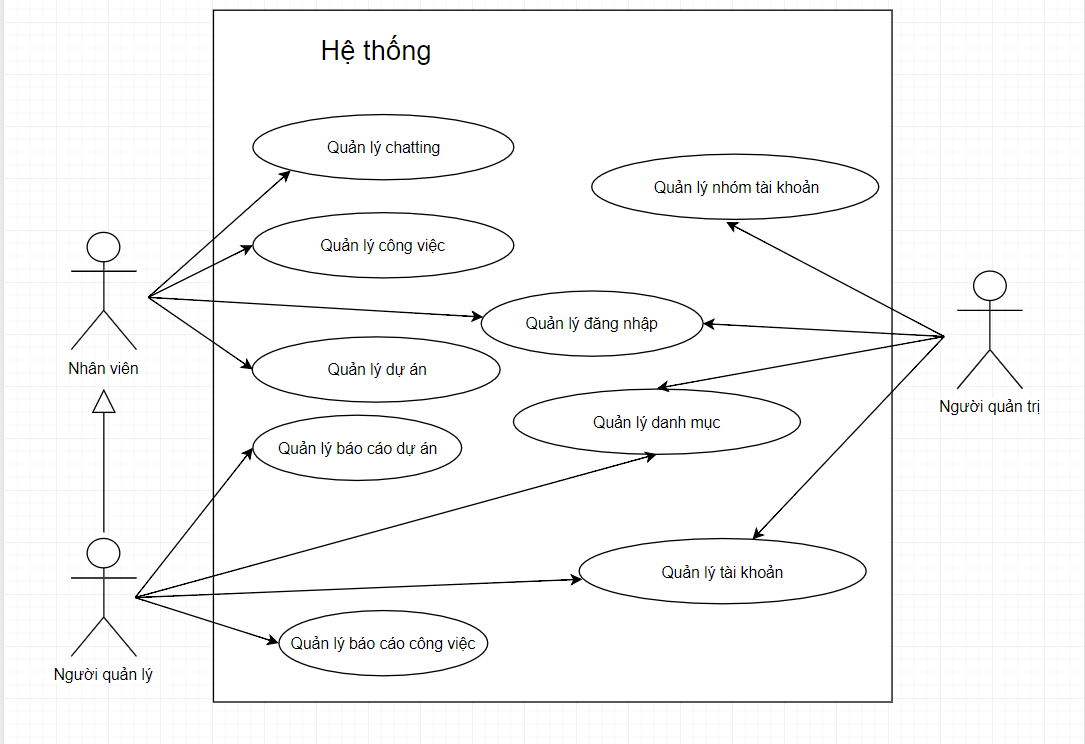 Hệ thống
Quản lý chatting
Quản lý nhóm tài khoản
Quản lý công việc
Quản lý đăng nhập
Nhân viên
Quản lý dự án
Người quản trị
Quản lý danh mục
Quản lý báo cáo dự án
Quản lý tài khoản
Quản lý báo cáo công việc
Người quản lý